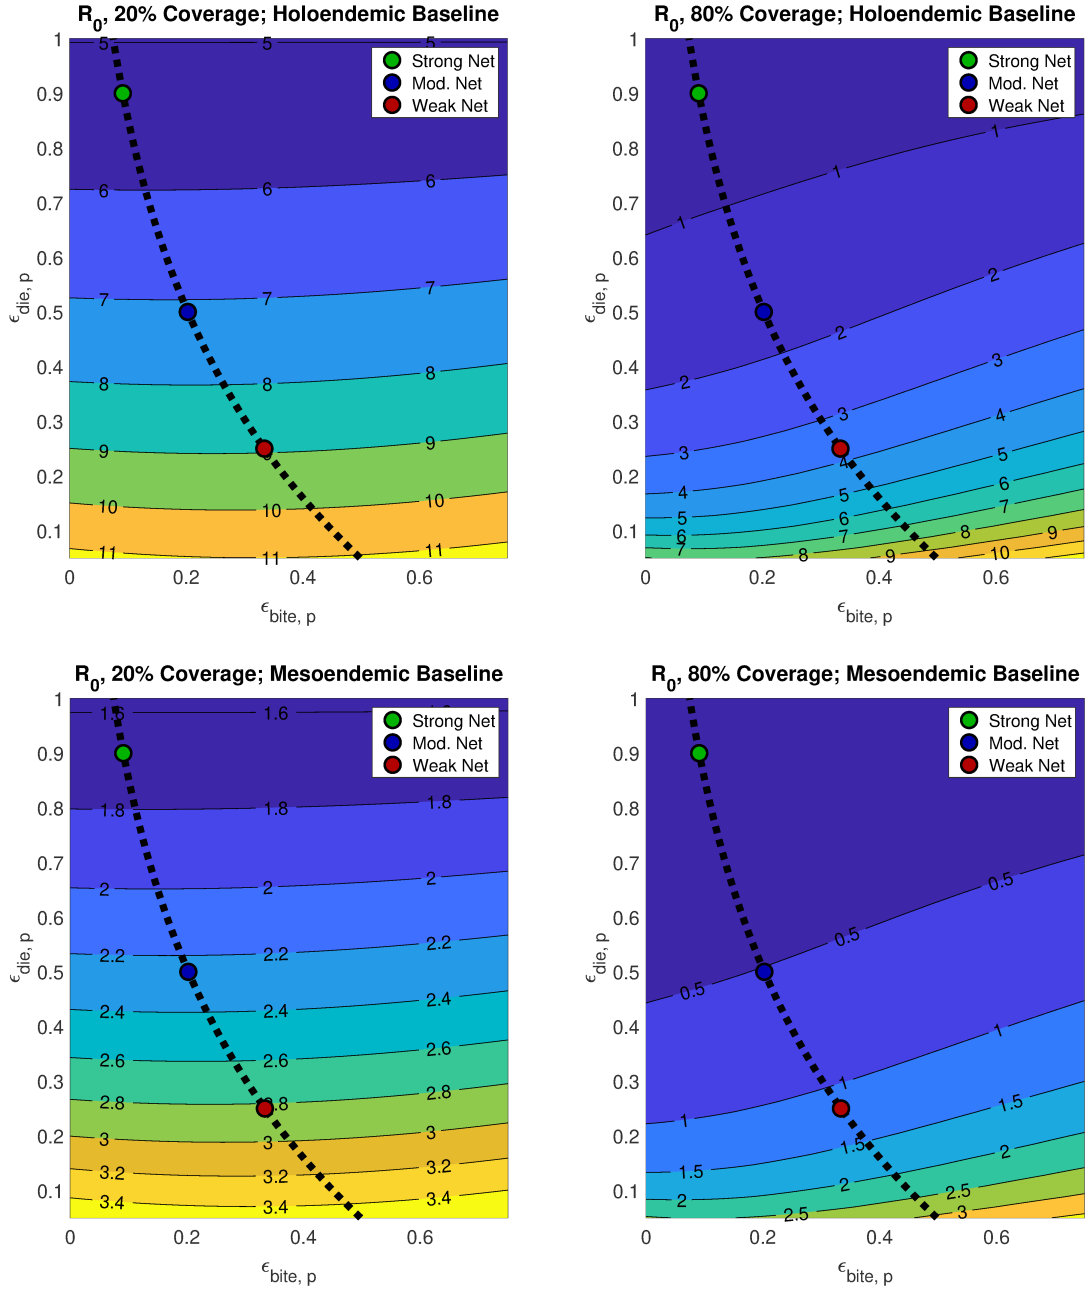 R0, 20% Coverage; Holoendemic Baseline
1
0.9
0.8
0.7
0.6
0.5
0.4
0.3
0.2
0.1
ϵdie, p
0 0.2 0.4 0.6
ϵbite, p
Strong Net
Mod. Net
Weak Net
5 5 5
6 6 6
7 7 7
8 8 8
9 9
10 10 10
11 11 11
R0, 80% Coverage; Holoendemic Baseline
1
0.9
0.8
0.7
0.6
0.5
0.4
0.3
0.2
0.1
ϵdie, p
0 0.2 0.4 0.6
ϵbite, p
Strong Net
Mod. Net
Weak Net
1 1 1
2 2 2
3 3 3
4 4 4
5 5 5
6 6 6
7 7 7
8 8
9 9
10
R0, 20% Coverage; Mesoendemic Baseline
1
0.9
0.8
0.7
0.6
0.5
0.4
0.3
0.2
0.1
ϵdie, p
0 0.2 0.4 0.6
ϵbite, p
Strong Net
Mod. Net
Weak Net
1.6 1.6
1.8 1.8 1.8
2 2 2
2.2 2.2 2.2
2.4 2.4 2.4
2.6 2.6 2.6
2.8 2.8
3 3 3
3.2 3.2 3.2
3.4 3.4 3.4
R0, 80% Coverage; Mesoendemic Baseline
1
0.9
0.8
0.7
0.6
0.5
0.4
0.3
0.2
0.1
ϵdie, p
0 0.2 0.4 0.6
ϵbite, p
Strong Net
Mod. Net
Weak Net
0.5 0.5 0.5
1 1 1
1.5 1.5 1.5
2 2 2
2.5 2.5
3